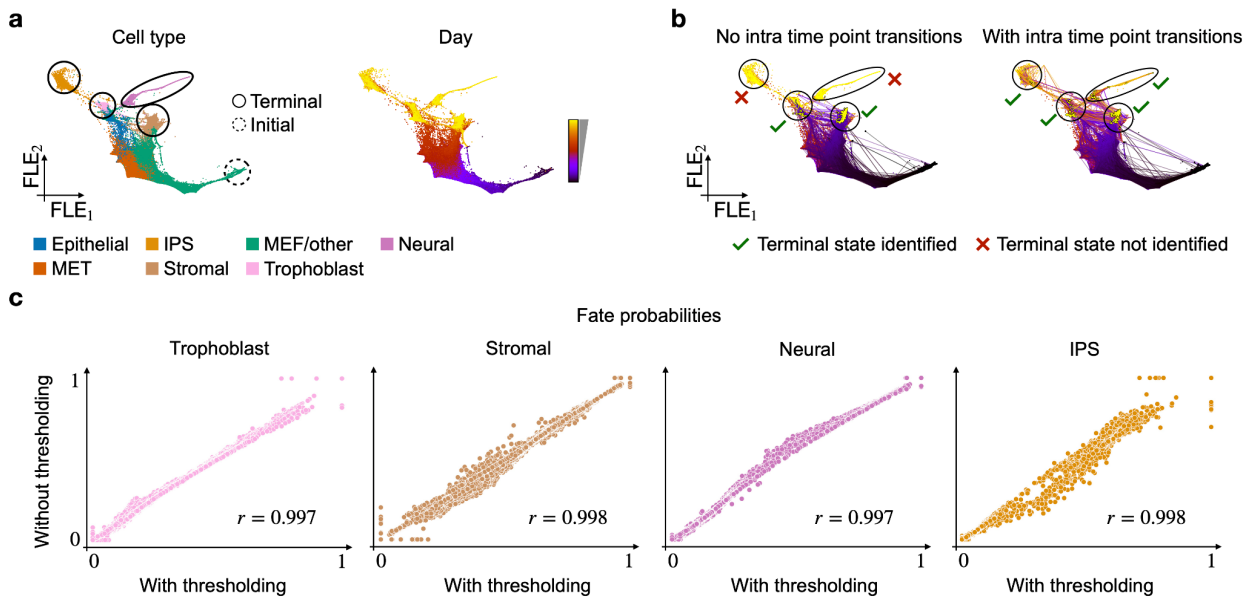 a
Cell type
Day
Terminal
Initial
FLE2
FLE1
Epithelial
IPS
MEF/other
Neural
MET
Stromal
Trophoblast
b
No intra time point transitions
With intra time point transitions
FLE2
FLE1
Terminal state identified
Terminal state not identified
c
Fate probabilities
Trophoblast
Stromal
Neural
IPS
Without thresholding
1
0
r = 0.997
r = 0.998
r = 0.997
r = 0.998
0 1
0 1
0 1
0 1
With thresholding
With thresholding
With thresholding
With thresholding